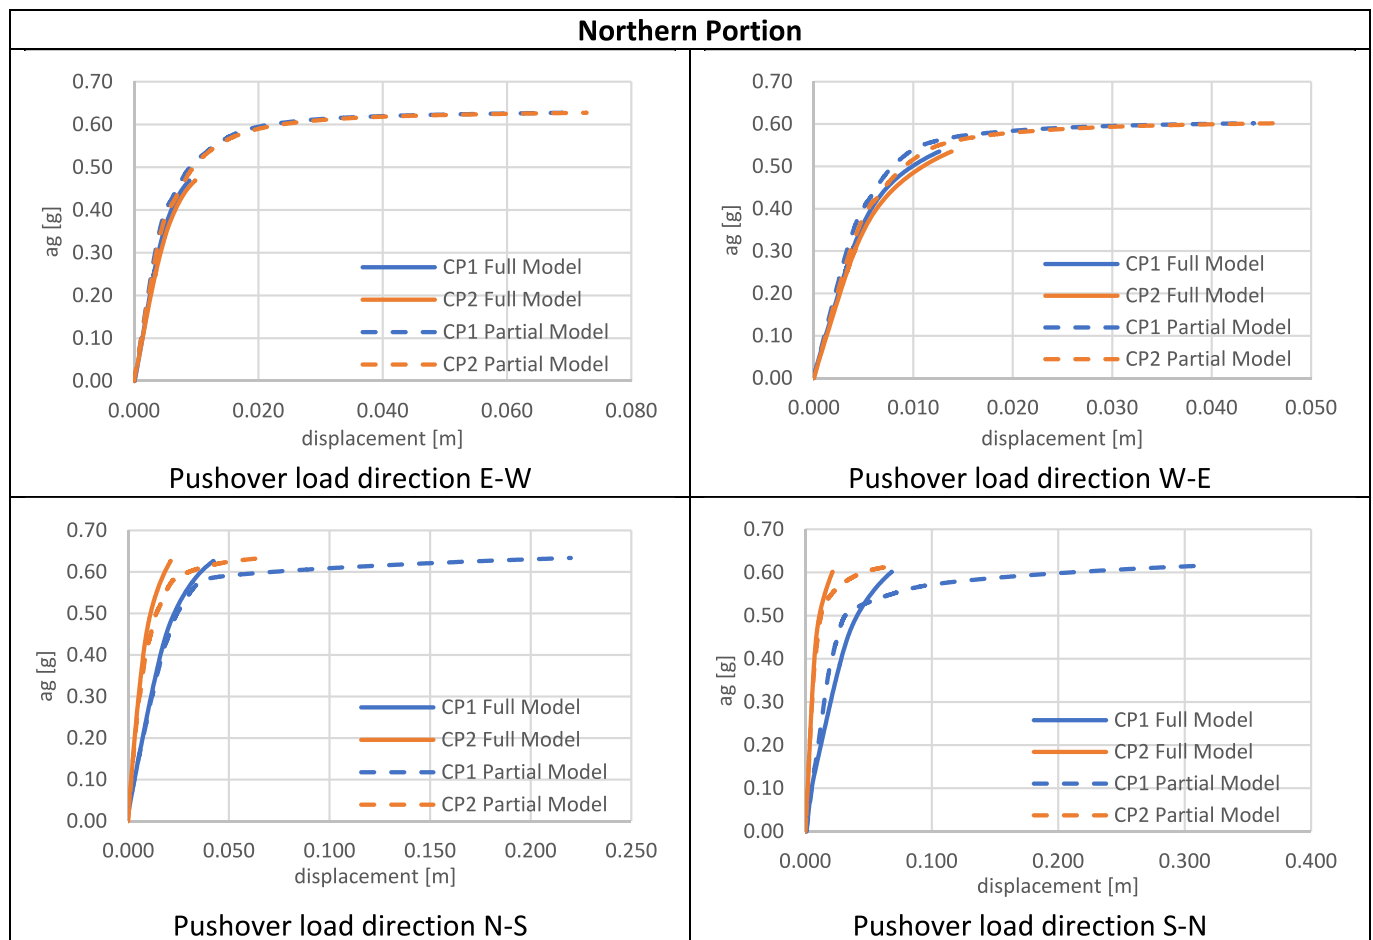 Northern Portion
0.70
0.60
0.50
0.40
0.30
0.20
0.10
0.00
ag [g]
CP1 Full Model
CP2 Full Model
CP1 Partial Model
CP2 Partial Model
0.000 0.020 0.040 0.060 0.080
displacement [m]
Pushover load direction E-W
0.70
0.60
0.50
0.40
0.30
0.20
0.10
0.00
ag [g]
CP1 Full Model
CP2 Full Model
CP1 Partial Model
CP2 Partial Model
0.000 0.010 0.020 0.030 0.040 0.050
displacement [m]
Pushover load direction W-E
0.70
0.60
0.50
0.40
0.30
0.20
0.10
0.00
ag [g]
CP1 Full Model
CP2 Full Model
CP1 Partial Model
CP2 Partial Model
0.000 0.050 0.100 0.150 0.200 0.250
displacement [m]
Pushover load direction N-S
0.70
0.60
0.50
0.40
0.30
0.20
0.10
0.00
ag [g]
CP1 Full Model
CP2 Full Model
CP1 Partial Model
CP2 Partial Model
0.000 0.100 0.200 0.300 0.400
displacement [m]
Pushover load direction S-N